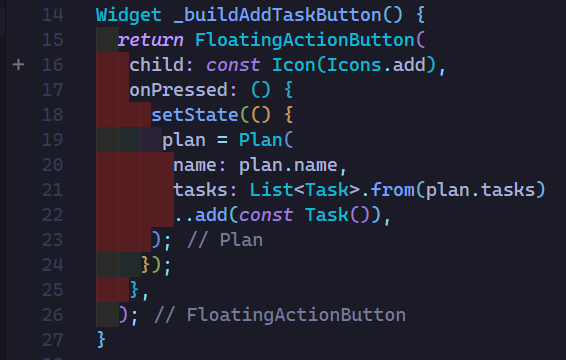 14 Widget _buildAddTaskButton() {
15   return FloatingActionButton(
+ 16    child: const Icon(Icons.add),
17    onPressed: () {
18      setState(() {
19       plan = Plan(
20        name: plan.name,
21        tasks: List<Task>.from(plan.tasks)
22        ..add(const Task()),
23      ); // Plan
24     });
25    },
26   ); // FloatingActionButton
27 }